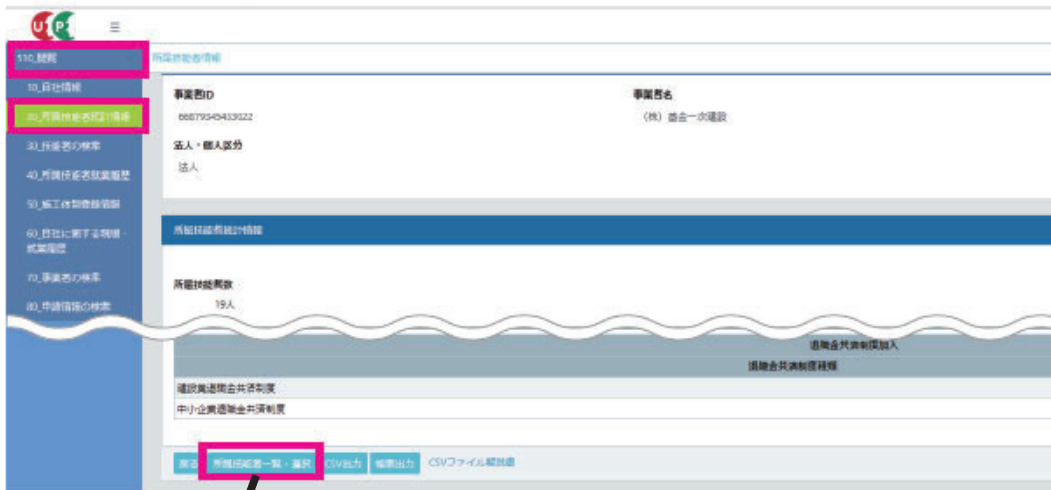 510_閲覧
所属技能者情報
10_自社情報
20_所属技能者統計情報
30_技能者の検索
40_所属技能者就業履歴
50_施工体制登録情報
60_自社に関する現場・
就業履歴
70_事業者の検索
80_申請情報の検索
事業者ID
66879545453022
事業者名
（株）
一次建設
法人・個人区分
法人
所属技能者統計情報
所属技能者数
19人
退職金共済制度加入
退職金共済制度種類
建設業退職金共済制度
中小企業退職金共済制度
戻る
所属技能者一覧・選択
CSV出力
帳票出力
CSVファイル解説書